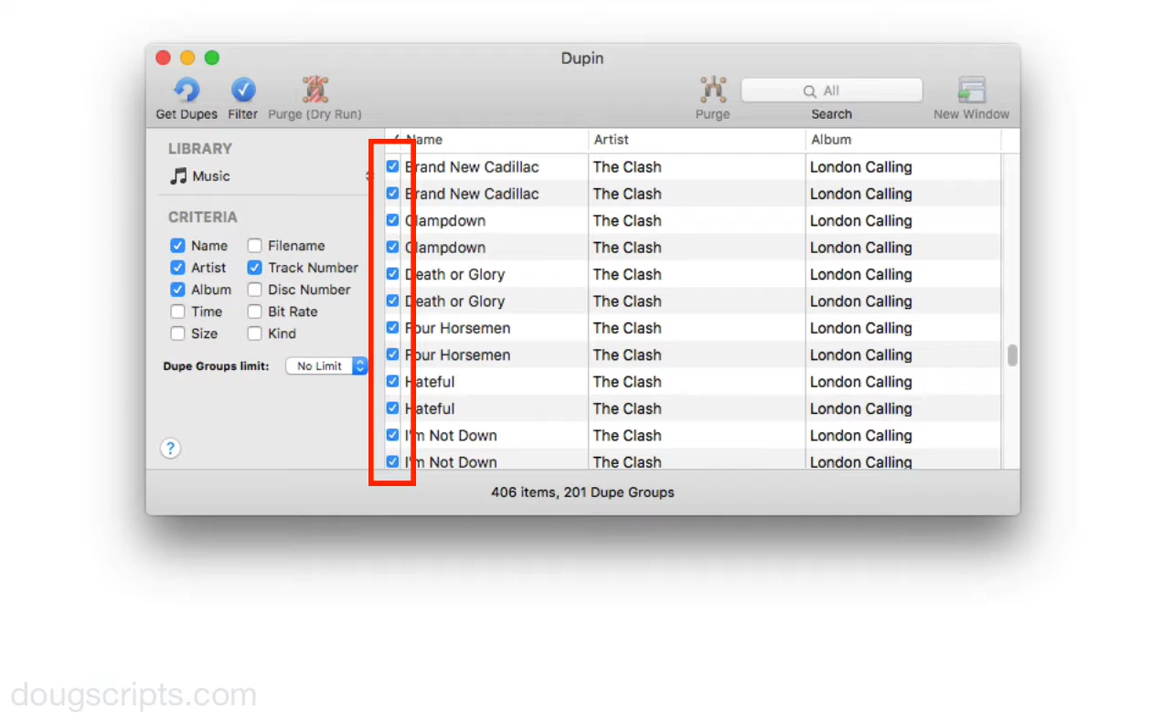 Dupin
Get Dupes Filter Purge (Dry Run) Purge All Search New Window
LIBRARY
Music
CRITERIA
Name Filename
Artist Track Number
Album Disc Number
Time Bit Rate
Size Kind
Dupe Groups limit: No Limit
?
Name Artist Album
Brand New Cadillac The Clash London Calling
Brand New Cadillac The Clash London Calling
Clampdown The Clash London Calling
Clampdown The Clash London Calling
Death or Glory The Clash London Calling
Death or Glory The Clash London Calling
Four Horsemen The Clash London Calling
Four Horsemen The Clash London Calling
Hateful The Clash London Calling
Hateful The Clash London Calling
I'm Not Down The Clash London Calling
I'm Not Down The Clash London Calling
406 items, 201 Dupe Groups
dougscripts.com